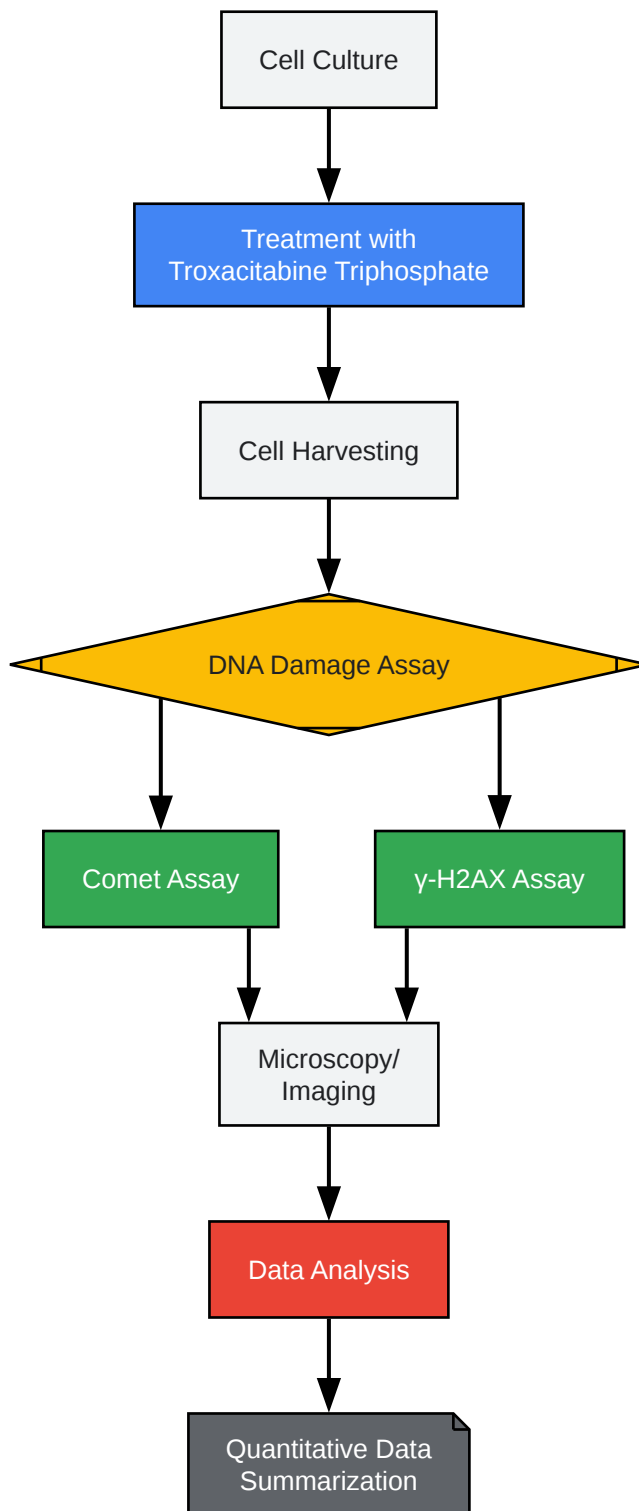 Cell Culture
Treatment with
Troxacitabine Triphosphate
Cell Harvesting
DNA Damage Assay
Comet Assay
γ-H2AX Assay
Microscopy/
Imaging
Data Analysis
Quantitative Data
Summarization